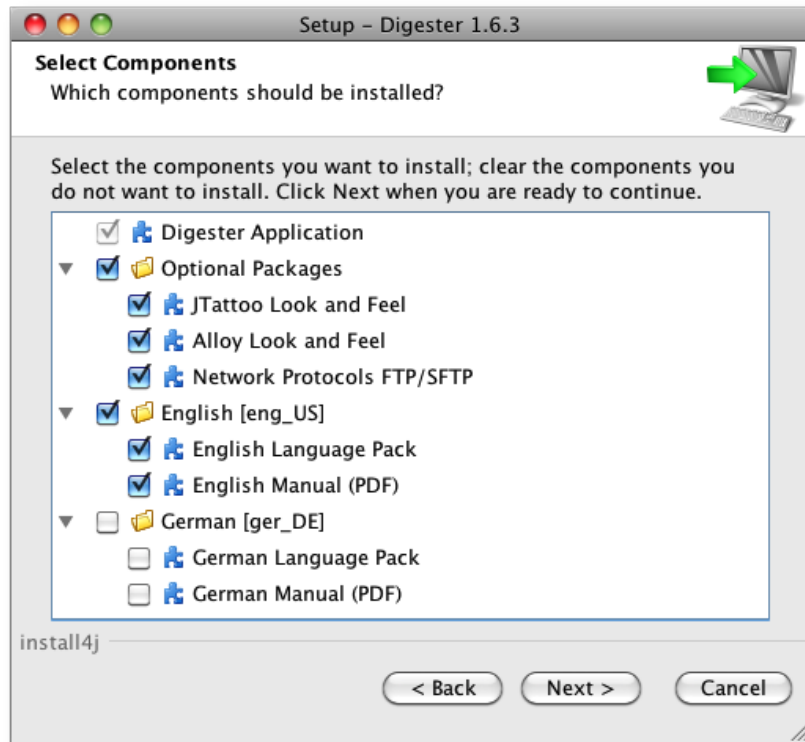 Setup – Digester 1.6.3
Select Components
Which components should be installed?
Select the components you want to install; clear the components you
do not want to install. Click Next when you are ready to continue.
Digester Application
Optional Packages
JTattoo Look and Feel
Alloy Look and Feel
Network Protocols FTP/SFTP
English [eng_US]
English Language Pack
English Manual (PDF)
German [ger_DE]
German Language Pack
German Manual (PDF)
install4j
< Back Next > Cancel